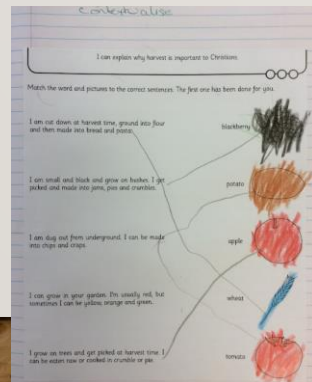 Contextualise
I can explain why harvest is important to Christians.
Match the word and pictures to the correct sentences. The first one has been done for you.
I am cut down at harvest time, ground into flour
and then made into bread and pasta.
blackberry
I am small and black and grow on bushes. I get
picked and made into jams, pies and crumbles.
potato
I am dug out from underground. I can be made
into chips and crisps.
apple
I can grow in your garden. I'm usually red, but
sometimes I can be yellow, orange and green.
wheat
I grow on trees and get picked at harvest time. I
can be eaten raw or cooked in crumble or pie.
tomato